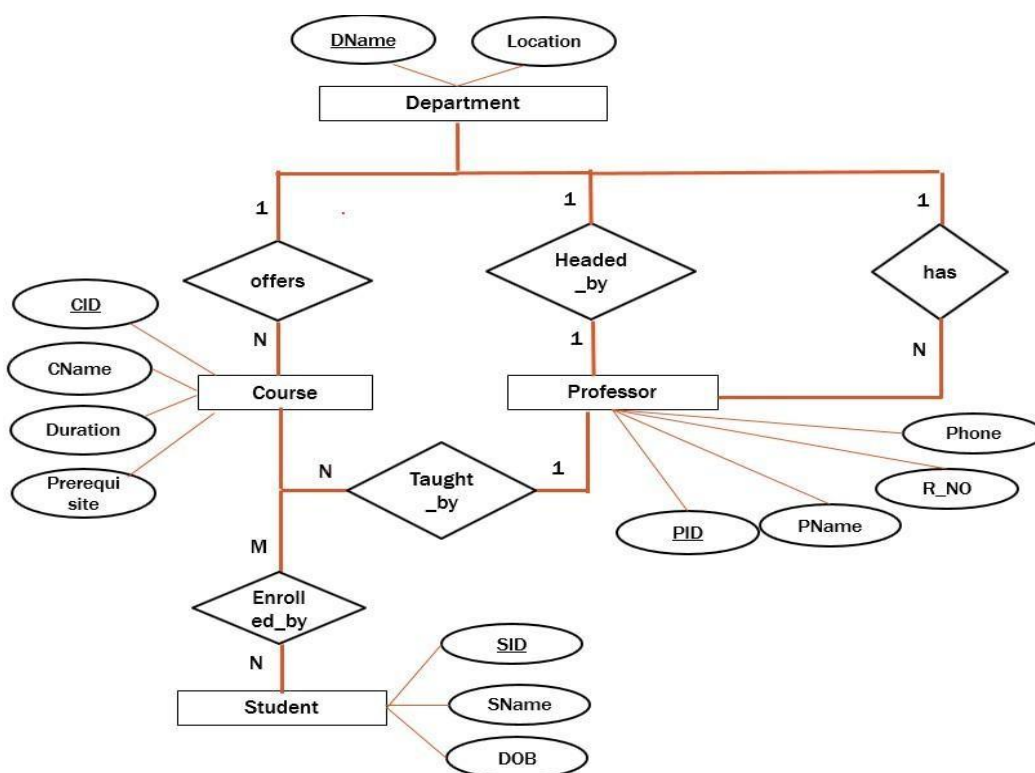 DName
Location
Department
1
1
1
offers
Headed
_by
has
CID
N
1
N
CName
Course
Professor
Duration
Phone
N
Taught
_by
1
Prerequi
site
R_NO
PID
PName
M
Enroll
ed_by
SID
N
Student
SName
DOB